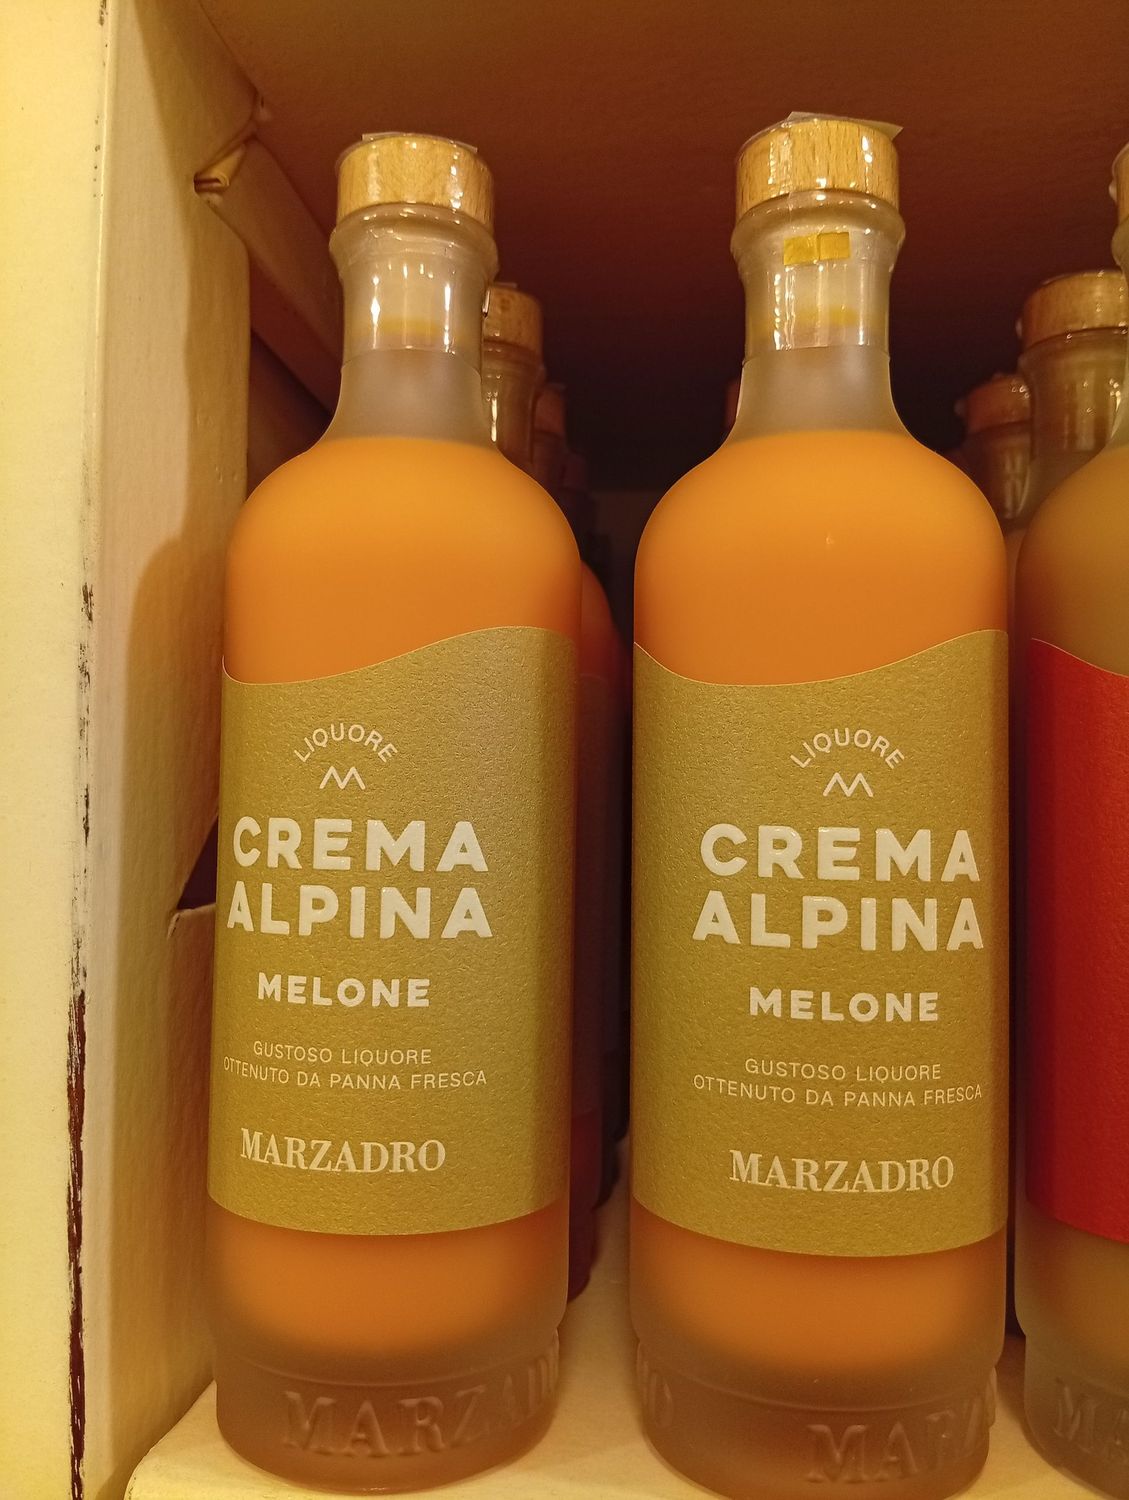 LIQUORE
CREMA
ALPINA
MELONE
GUSTOSO LIQUORE
OTTENUTO DA PANNA FRESCA
MARZADRO
MARZADRO
LIQUORE
CREMA
ALPINA
MELONE
GUSTOSO LIQUORE
OTTENUTO DA PANNA FRESCA
MARZADRO